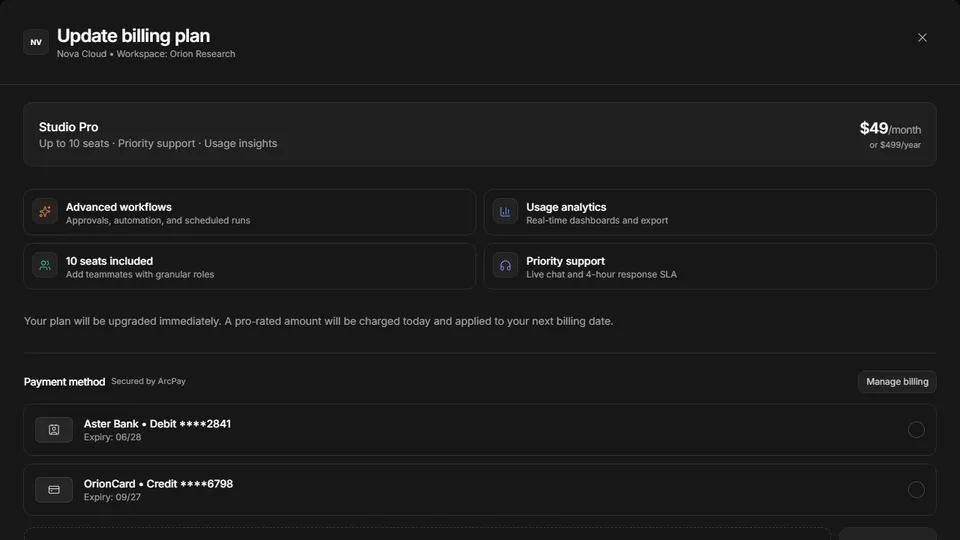 NV
Update billing plan
Nova Cloud • Workspace: Orion Research
Studio Pro
Up to 10 seats · Priority support · Usage insights
$49/month
or $499/year
Advanced workflows
Approvals, automation, and scheduled runs
Usage analytics
Real-time dashboards and export
10 seats included
Add teammates with granular roles
Priority support
Live chat and 4-hour response SLA
Your plan will be upgraded immediately. A pro-rated amount will be charged today and applied to your next billing date.
Payment method Secured by ArcPay
Manage billing
Aster Bank • Debit ****2841
Expiry: 06/28
OrionCard • Credit ****6798
Expiry: 09/27